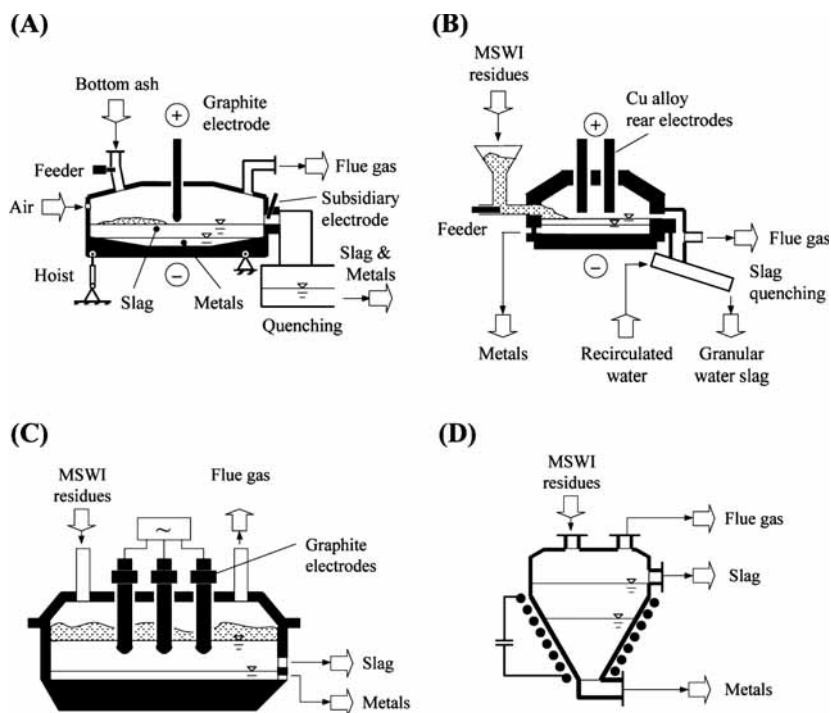 (A)
Bottom ash
Graphite
electrode
+
Feeder
Flue gas
Air
Subsidiary
electrode
Slag &
Metals
Hoist
Slag
−
Metals
Quenching
(B)
MSWI
residues
Cu alloy
rear electrodes
+
Feeder
Flue gas
−
Slag
quenching
Metals
Recirculated
water
Granular
water slag
(C)
MSWI
residues
Flue gas
~
Graphite
electrodes
Slag
Metals
(D)
MSWI
residues
Flue gas
Slag
Metals